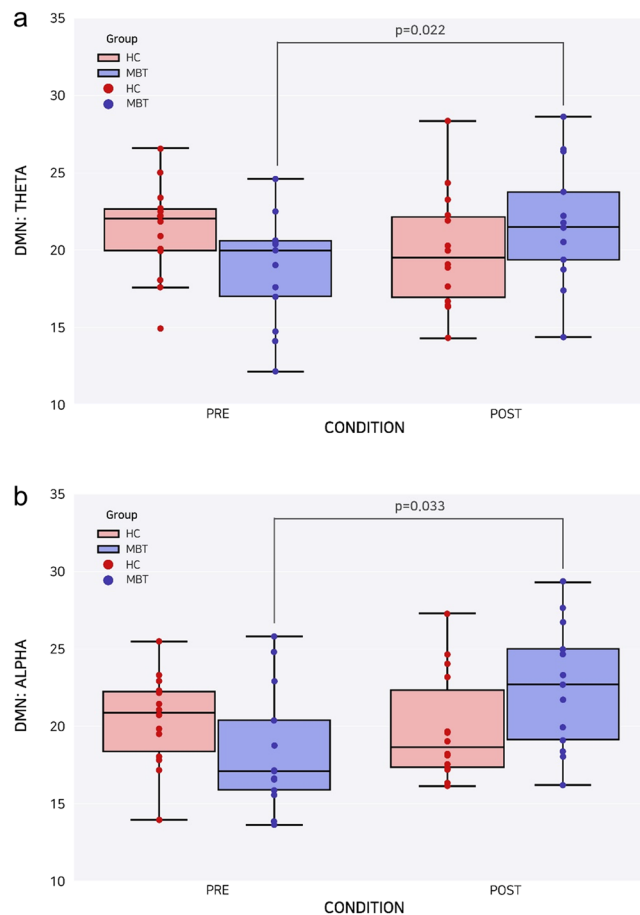 a
35
30
25
20
15
10
DMN: THETA
Group
HC
MBT
HC
MBT
p=0.022
PRE
POST
CONDITION
b
35
30
25
20
15
10
DMN: ALPHA
Group
HC
MBT
HC
MBT
p=0.033
PRE
POST
CONDITION